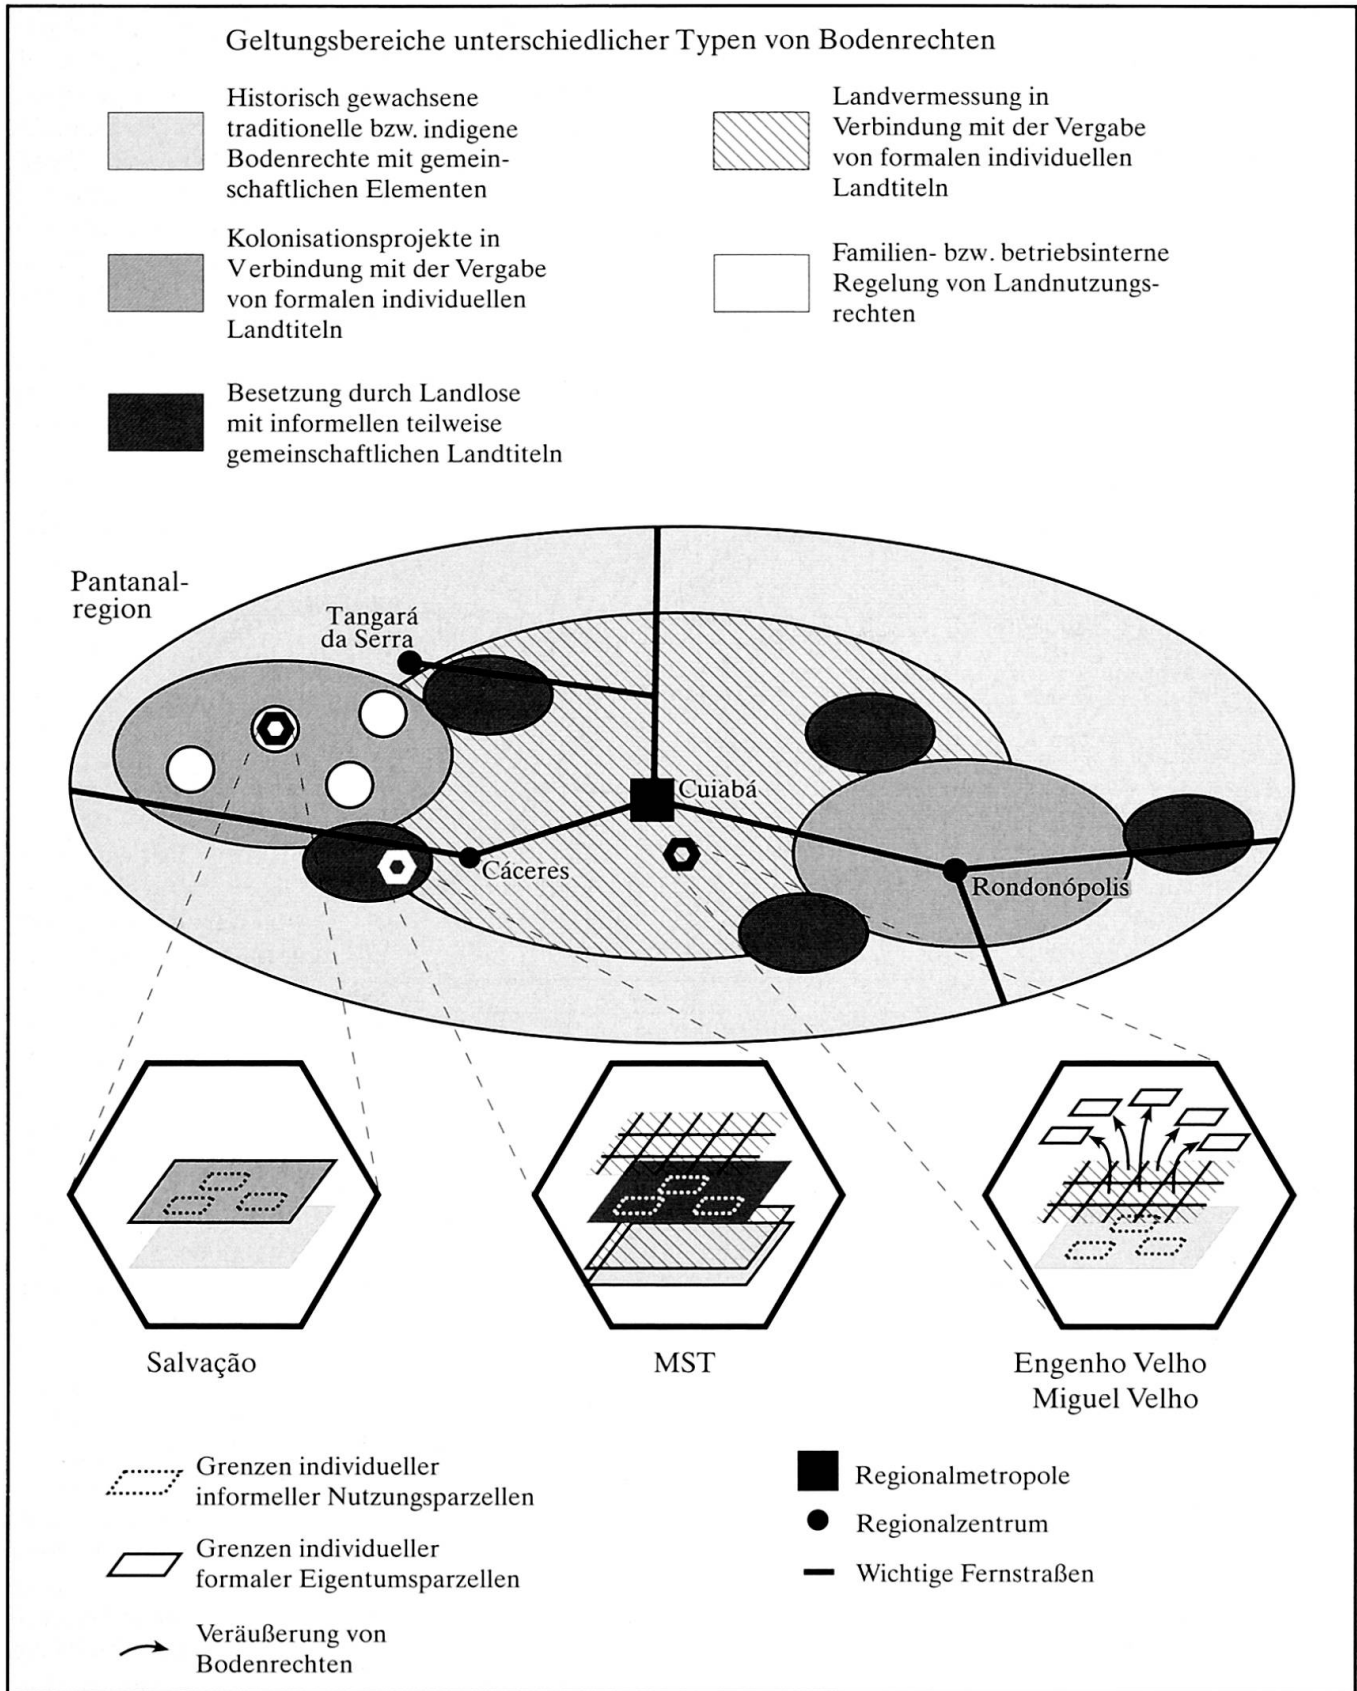 Geltungsbereiche unterschiedlicher Typen von Bodenrechten
Historisch gewachsene
traditionelle bzw. indigene
Bodenrechte mit gemein-
schaftlichen Elementen
Kolonisationsprojekte in
Verbindung mit der Vergabe
von formalen individuellen
Landtiteln
Besetzung durch Landlose
mit informellen teilweise
gemeinschaftlichen Landtiteln
Landvermessung in
Verbindung mit der Vergabe
von formalen individuellen
Landtiteln
Familien- bzw. betriebsinterne
Regelung von Landnutzungs-
rechten
Pantanal-
region
Tangará
da Serra
Cuiabá
Cáceres
Rondonópolis
Salvação
MST
Engenho Velho
Miguel Velho
Grenzen individueller
informeller Nutzungsparzellen
Grenzen individueller
formaler Eigentumsparzellen
Veräußerung von
Bodenrechten
Regionalmetropole
Regionalzentrum
Wichtige Fernstraßen